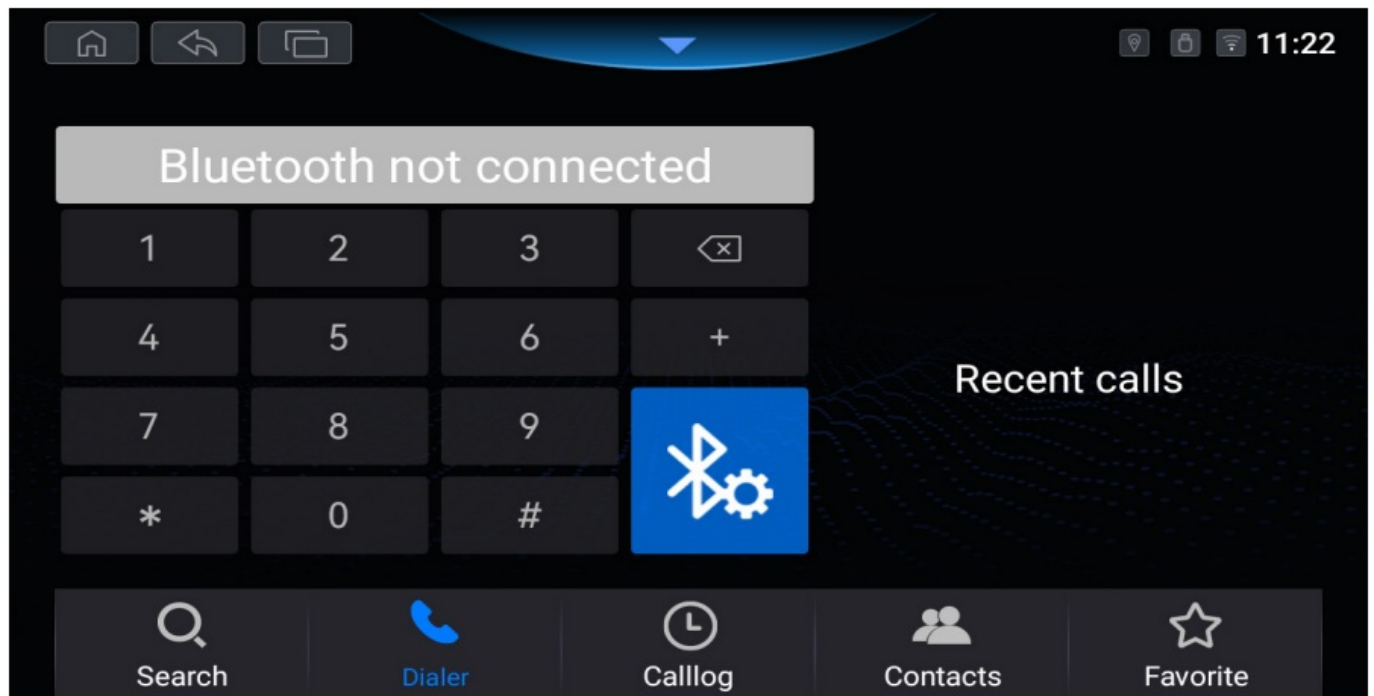 11:22
Bluetooth not connected
1 2 3
4 5 6 +
7 8 9
* 0 #
Recent calls
Search Dialer Calllog Contacts Favorite